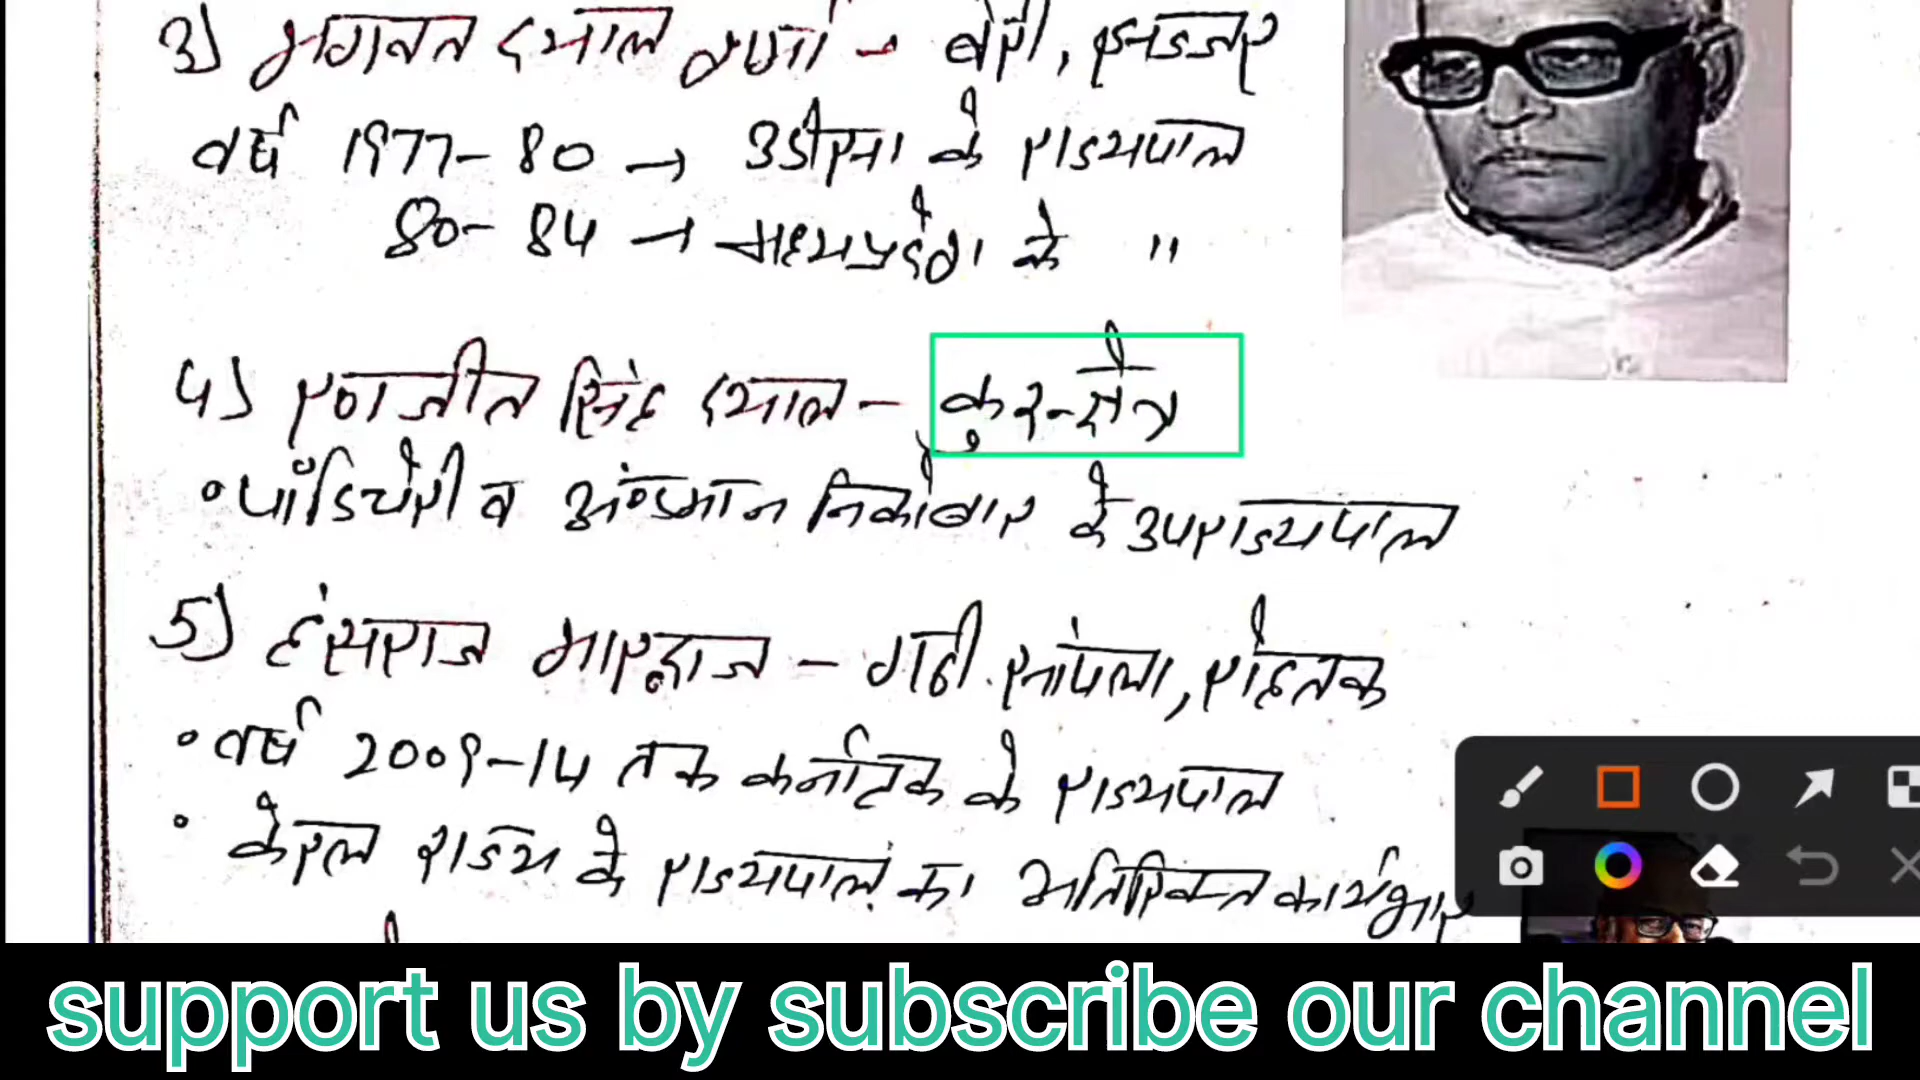 3) भगवत दयाल शर्मा - बेरी, झज्जर
वर्ष 1977-80 → उडीसा के राज्यपाल
80-84 → मध्यप्रदेश के "
4) रणजीत सिंह दयाल - कुरूक्षेत्र
• पाँडिचेरी व अंडमान निकोबार के उपराज्यपाल
5) हंसराज भारद्वाज - गढी सांपला, रोहतक
• वर्ष 2009-14 तक कर्नाटक के राज्यपाल
• केरल राज्य के राज्यपाल का अतिरिक्त कार्यभार
support us by subscribe our channel